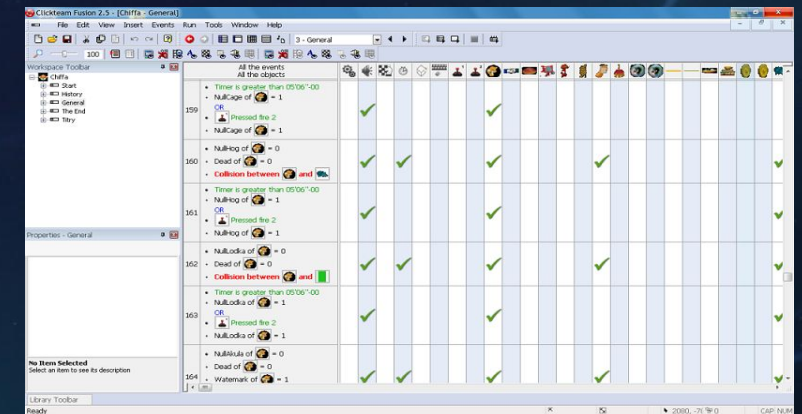 Clickteam Fusion 2.5 - [Chiffa - General]
File Edit View Insert Events Run Tools Window Help
3 - General
100
Workspace Toolbar
Chiffa
Start
History
General
The End
Titry
Properties - General
No Item Selected
Select an item to see its description
Library Toolbar
Ready
All the events
All the objects
Timer is greater than 05'06"-00
NullCage of = 1
OR
159
Pressed fire 2
NullCage of = 1
NullHog of = 0
160
Dead of = 0
Collision between and
Timer is greater than 05'06"-00
NullHog of = 1
161
OR
Pressed fire 2
NullHog of = 1
NullLodka of = 0
162
Dead of = 0
Collision between and
Timer is greater than 05'06"-00
NullLodka of = 1
163
OR
Pressed fire 2
NullLodka of = 1
NullAkula of = 0
Dead of = 0
164
Watemark of = 1
CAP NUM